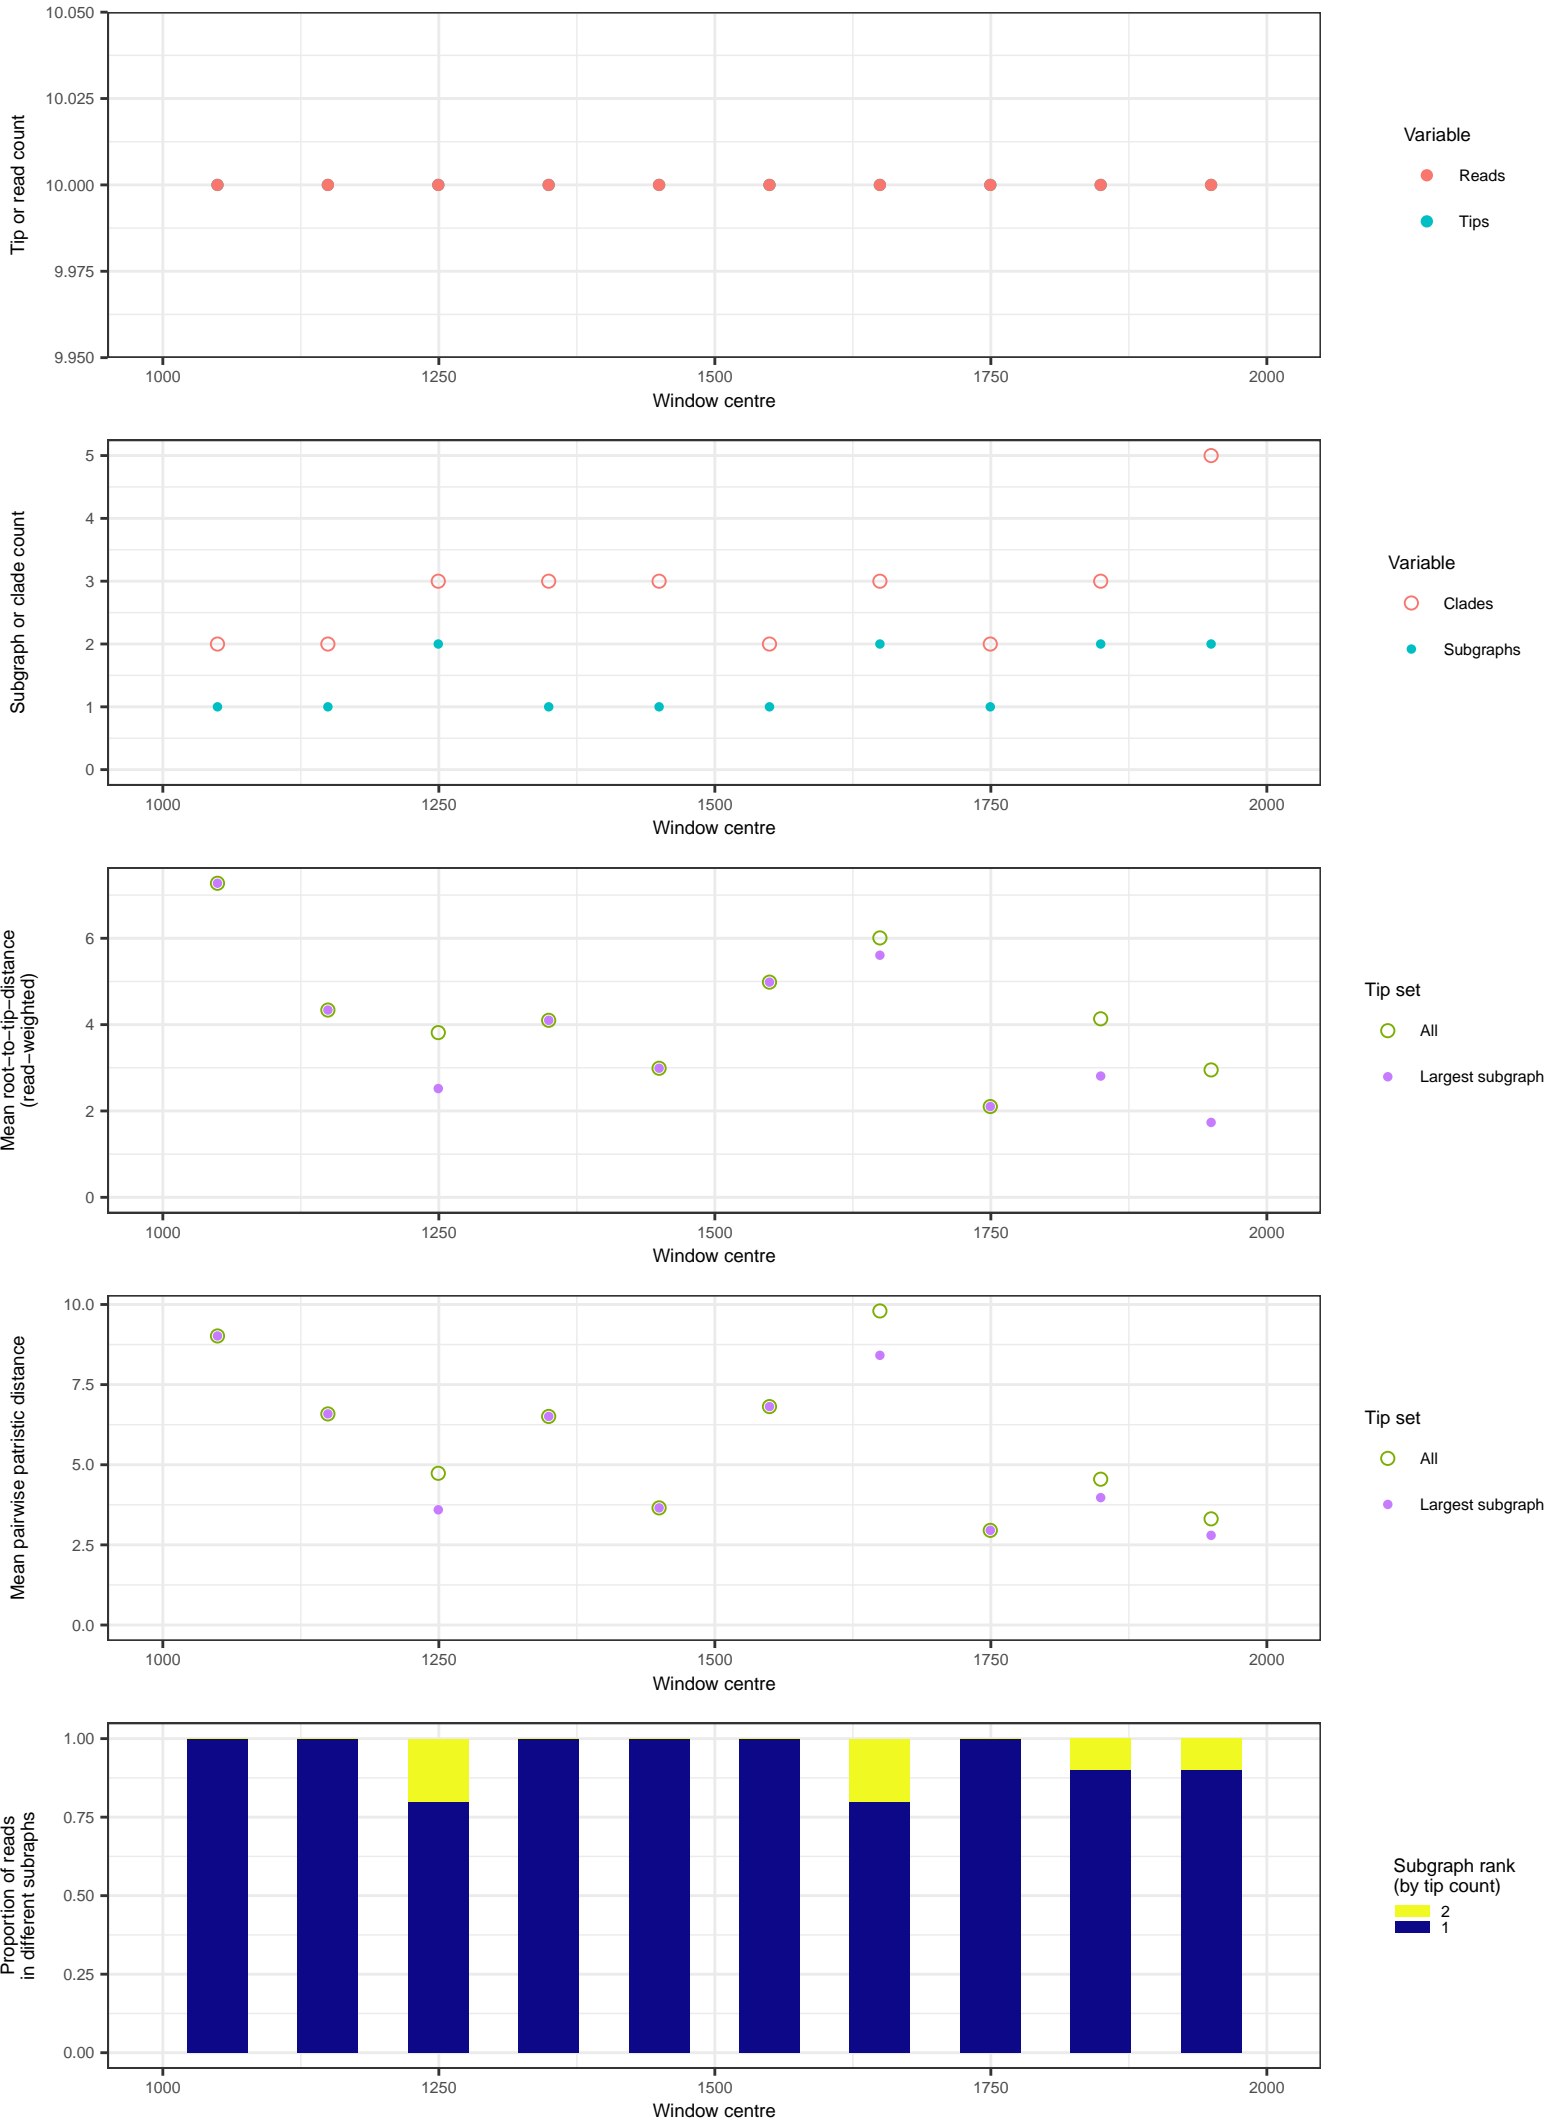 10.050
10.025
10.000
9.975
9.950
Tip or read count
1000 1250 1500 1750 2000
Window centre
Variable
Reads
Tips
5
4
3
2
1
0
Subgraph or clade count
1000 1250 1500 1750 2000
Window centre
Variable
Clades
Subgraphs
6
4
2
0
Mean root−to−tip−distance
(read−weighted)
1000 1250 1500 1750 2000
Window centre
Tip set
All
Largest subgraph
10.0
7.5
5.0
2.5
0.0
Mean pairwise patristic distance
1000 1250 1500 1750 2000
Window centre
Tip set
All
Largest subgraph
1.00
0.75
0.50
0.25
0.00
Proportion of reads
in different subraphs
1000 1250 1500 1750 2000
Window centre
Subgraph rank
(by tip count)
2
1